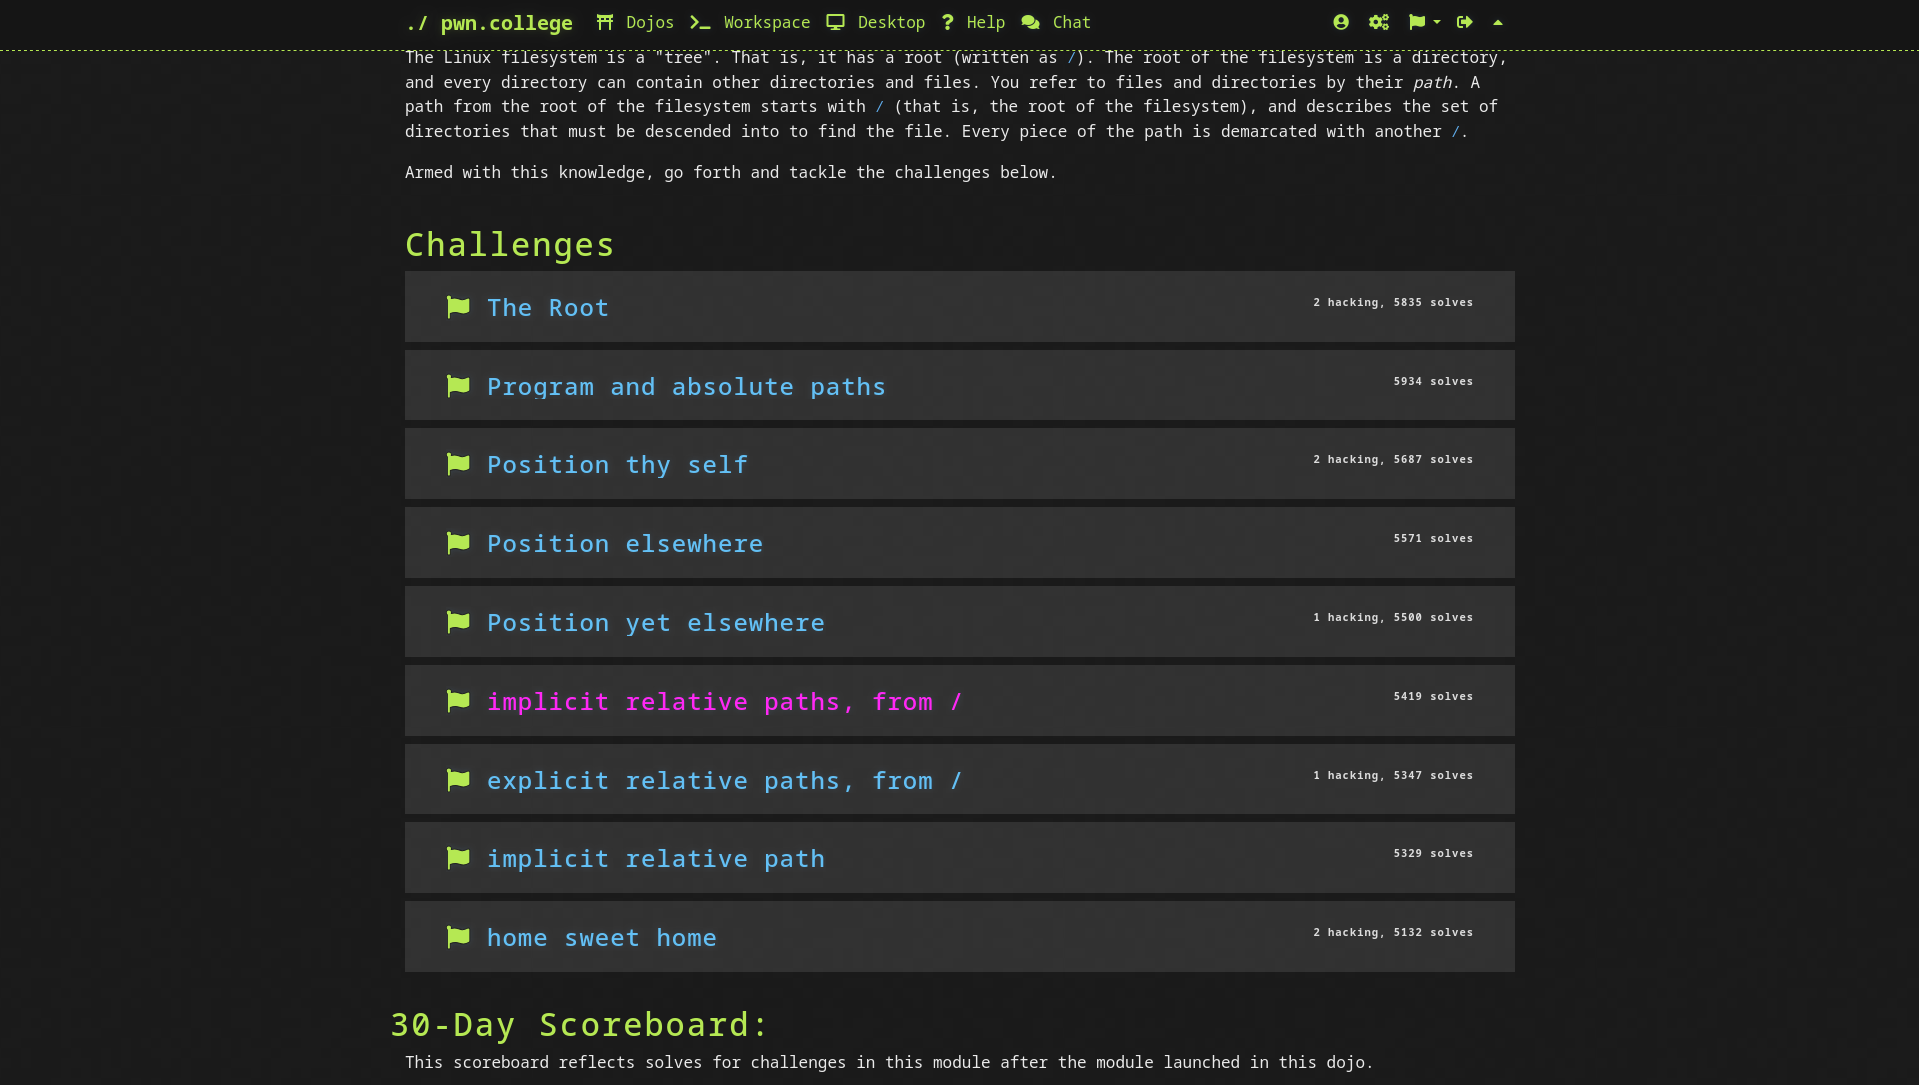 ./ pwn.college Dojos Workspace Desktop Help Chat
The Linux filesystem is a "tree". That is, it has a root (written as /). The root of the filesystem is a directory,
and every directory can contain other directories and files. You refer to files and directories by their path. A
path from the root of the filesystem starts with / (that is, the root of the filesystem), and describes the set of
directories that must be descended into to find the file. Every piece of the path is demarcated with another /.
Armed with this knowledge, go forth and tackle the challenges below.
Challenges
The Root 2 hacking, 5835 solves
Program and absolute paths 5934 solves
Position thy self 2 hacking, 5687 solves
Position elsewhere 5571 solves
Position yet elsewhere 1 hacking, 5500 solves
implicit relative paths, from / 5419 solves
explicit relative paths, from / 1 hacking, 5347 solves
implicit relative path 5329 solves
home sweet home 2 hacking, 5132 solves
30-Day Scoreboard:
This scoreboard reflects solves for challenges in this module after the module launched in this dojo.